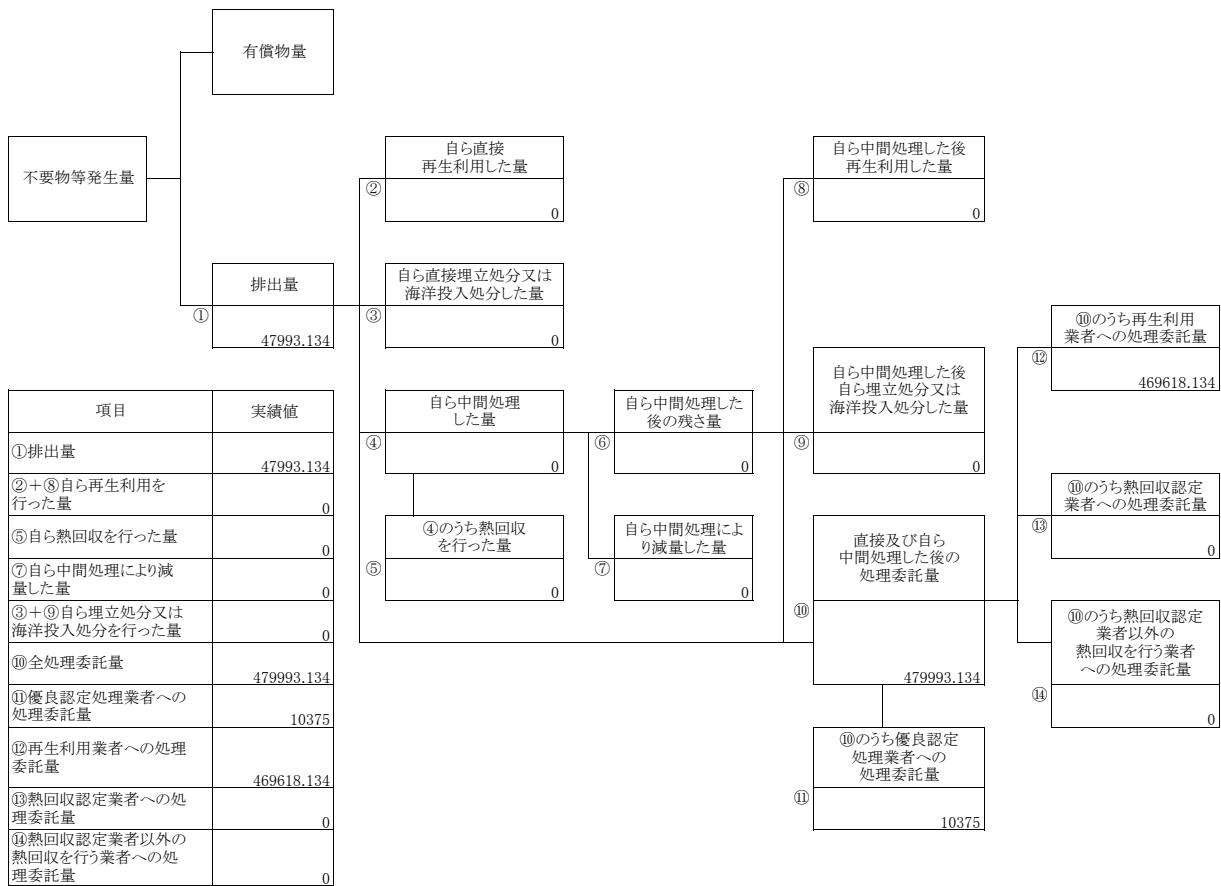 有償物量
不要物等発生量
自ら直接
再生利用した量
②
0
自ら中間処理した後
再生利用した量
⑧
0
排出量
①
47993.134
自ら直接埋立処分又は
海洋投入処分した量
③
0
⑩のうち再生利用
業者への処理委託量
⑫
469618.134
自ら中間処理
した量
④
0
自ら中間処理した
後の残さ量
⑥
0
自ら中間処理した後
自ら埋立処分又は
海洋投入処分した量
⑨
0
⑩のうち熱回収認定
業者への処理委託量
⑬
0
④のうち熱回収
を行った量
⑤
0
自ら中間処理によ
り減量した量
⑦
0
直接及び自ら
中間処理した後の
処理委託量
⑩
479993.134
⑩のうち熱回収認定
業者以外の
熱回収を行う業者
への処理委託量
⑭
0
⑩のうち優良認定
処理業者への
処理委託量
⑪
10375
項目 実績値
①排出量
47993.134
②＋⑧自ら再生利用を
行った量
0
⑤自ら熱回収を行った量
0
⑦自ら中間処理により減
量した量
0
③＋⑨自ら埋立処分又は
海洋投入処分を行った量
0
⑩全処理委託量
479993.134
⑪優良認定処理業者への
処理委託量
10375
⑫再生利用業者への処理
委託量
469618.134
⑬熱回収認定業者への処
理委託量
0
⑭熱回収認定業者以外の
熱回収を行う業者への処
理委託量
0